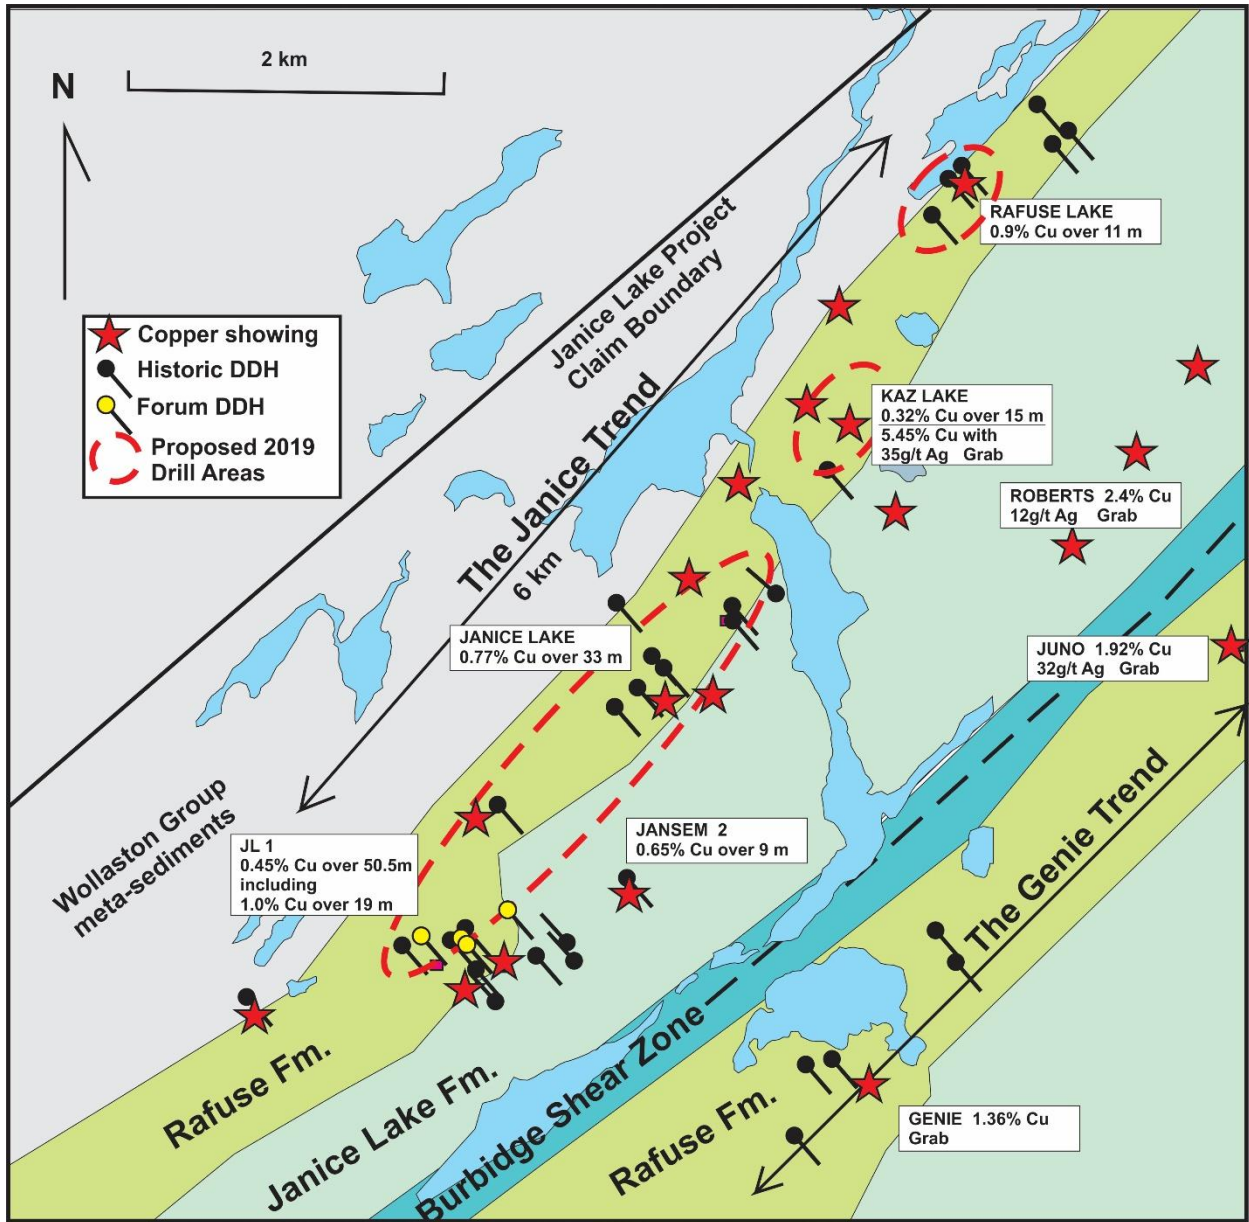 2 km
N
Copper showing
Historic DDH
Forum DDH
Proposed 2019
Drill Areas
Janice Lake Project
Claim Boundary
The Janice Trend
6 km
RAFUSE LAKE
0.9% Cu over 11 m
KAZ LAKE
0.32% Cu over 15 m
5.45% Cu with
35g/t Ag Grab
ROBERTS 2.4% Cu
12g/t Ag Grab
JANICE LAKE
0.77% Cu over 33 m
JUNO 1.92% Cu
32g/t Ag Grab
Wollaston Group
meta-sediments
JL 1
0.45% Cu over 50.5m
including
1.0% Cu over 19 m
JANSEM 2
0.65% Cu over 9 m
The Genie Trend
Rafuse Fm.
Janice Lake Fm.
Burbidge Shear Zone
Rafuse Fm.
GENIE 1.36% Cu
Grab